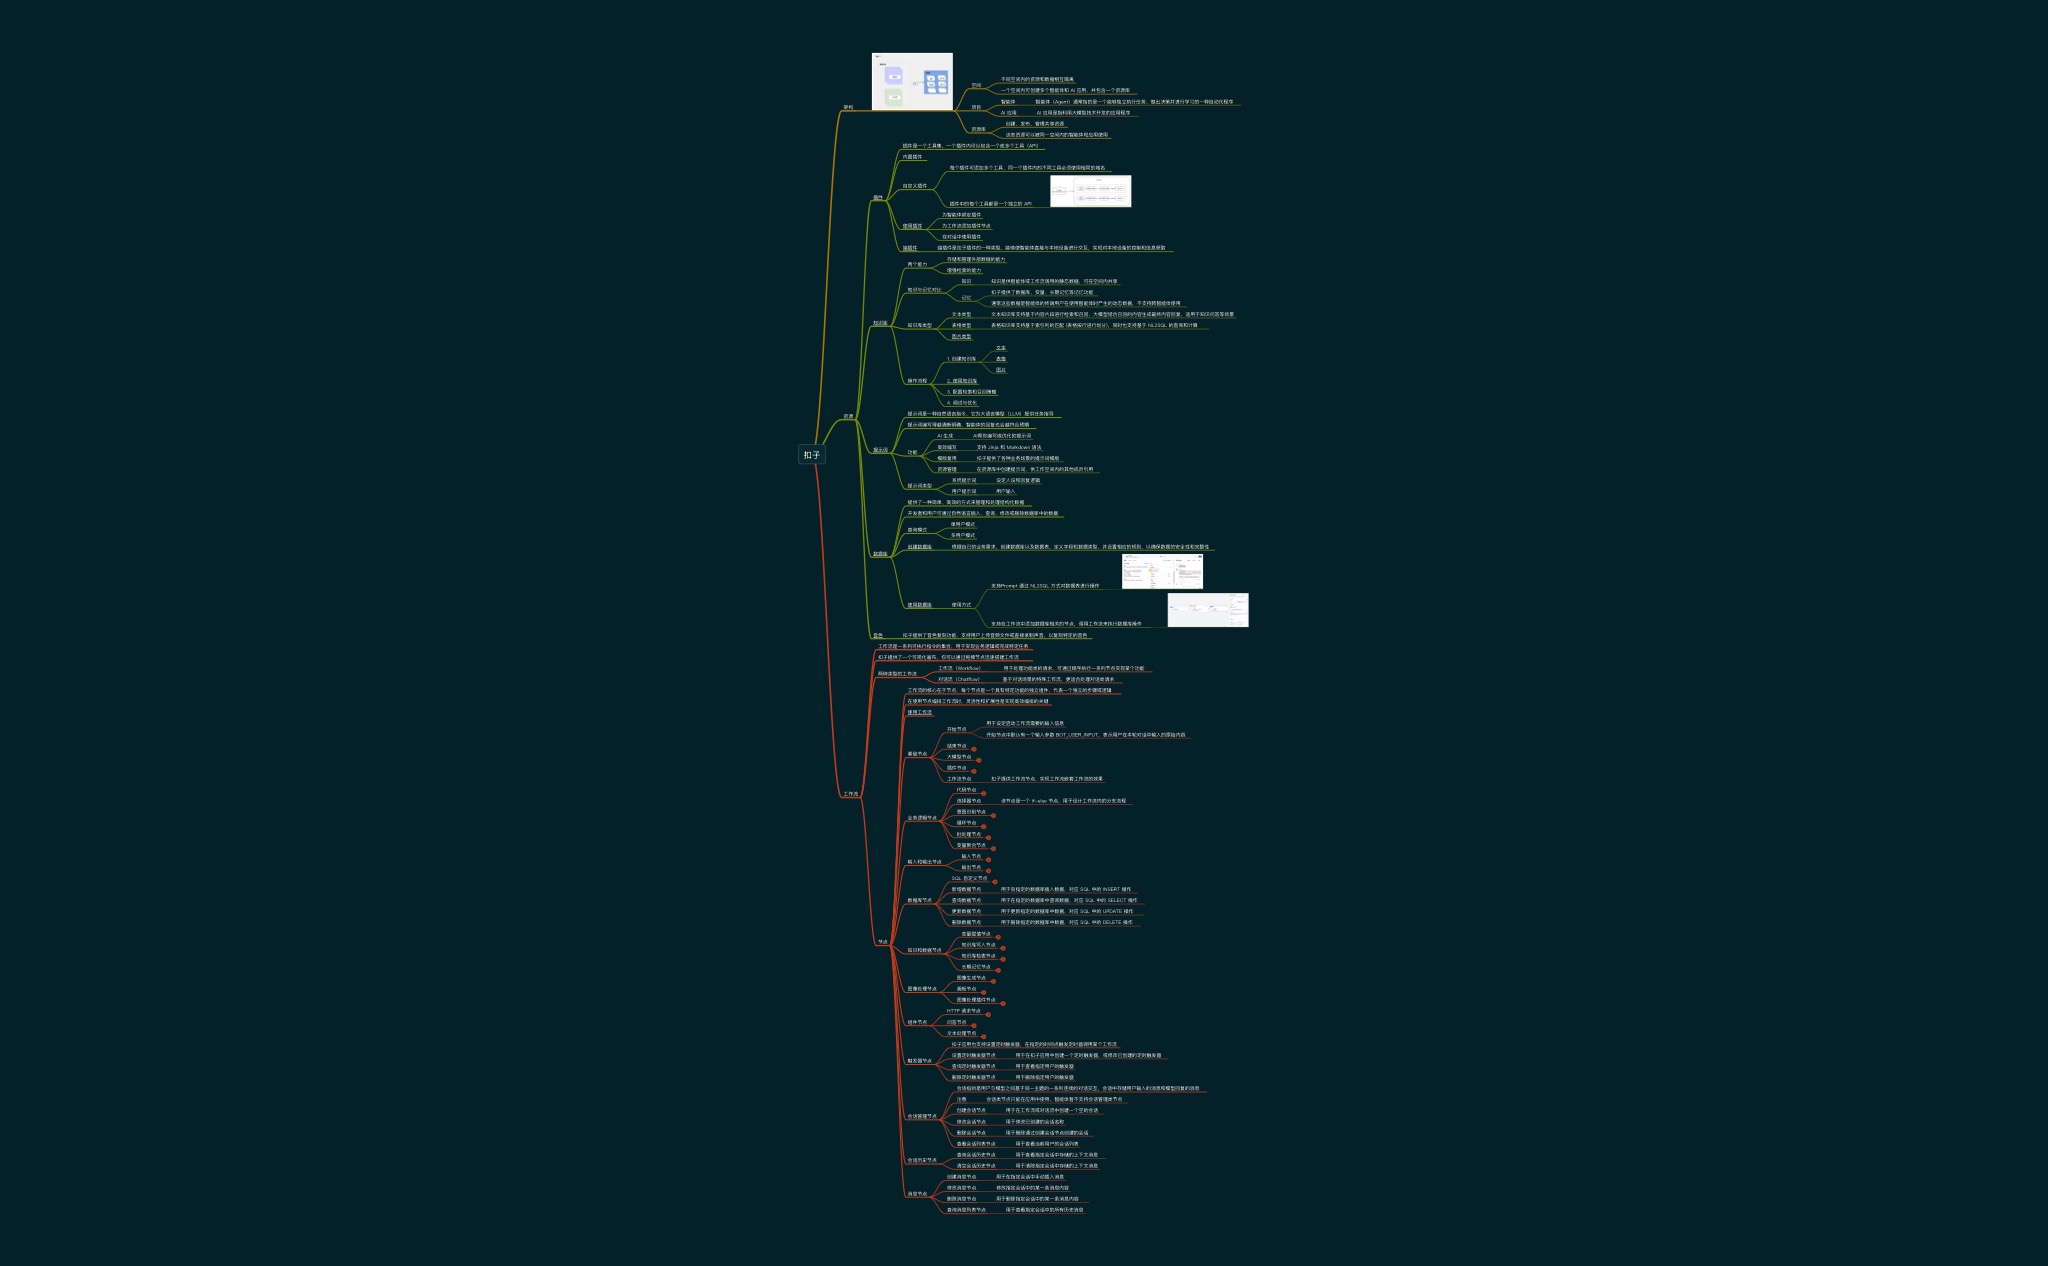 扣子
架构
空间
不同空间内的资源和数据相互隔离
一个空间内可创建多个智能体和 AI 应用，并包含一个资源库
项目
智能体
智能体（Agent）通常指的是一个能够独立执行任务、做出决策并进行学习的一种自动化程序
AI 应用
AI 应用是指利用大模型技术开发的应用程序
资源库
创建、发布、管理共享资源
这些资源可以被同一空间内的智能体和应用使用
资源
插件
插件是一个工具集，一个插件内可以包含一个或多个工具（API）
内置插件
自定义插件
每个插件可添加多个工具，同一个插件内的不同工具必须使用相同的域名
插件中的每个工具都是一个独立的 API
使用插件
为智能体绑定插件
为工作流添加插件节点
在对话中使用插件
端插件
端插件是扣子插件的一种类型，能够使智能体直接与本地设备进行交互，实现对本地设备的控制和信息获取
知识库
两个能力
存储和管理外部数据的能力
增强检索的能力
知识与记忆对比
知识
知识是供智能体或工作流调用的静态数据，可在空间内共享
记忆
扣子提供了数据库、变量、长期记忆等记忆功能
通常这些数据是智能体的终端用户在使用智能体时产生的动态数据，不支持跨智能体使用
知识库类型
文本类型
文本知识库支持基于内容片段进行检索和召回，大模型结合召回的内容生成最终内容回复，适用于知识问答等场景
表格类型
表格知识库支持基于索引列的匹配 (表格按行进行划分)，同时也支持基于 NL2SQL 的查询和计算
图片类型
操作流程
1. 创建知识库
文本
表格
图片
2. 使用知识库
3. 配置检索和召回策略
4. 调试与优化
提示词
提示词是一种自然语言指令，它为大语言模型（LLM）提供任务指导
提示词编写得越清晰明确，智能体的回复也会越符合预期
功能
AI 生成
AI帮你编写或优化的提示词
高效编写
支持 Jinja 和 Markdown 语法
模板复用
扣子提供了各种业务场景的提示词模板
资源管理
在资源库中创建提示词，供工作空间内的其他成员引用
提示词类型
系统提示词
设定人设和回复逻辑
用户提示词
用户输入
数据库
提供了一种简单、高效的方式来管理和处理结构化数据
开发者和用户可通过自然语言插入、查询、修改或删除数据库中的数据
查询模式
单用户模式
多用户模式
创建数据库
根据自己的业务需求，创建数据库以及数据表，定义字段和数据类型，并设置相应的规则，以确保数据的安全性和完整性
使用数据库
使用方式
支持Prompt 通过 NL2SQL 方式对数据表进行操作
支持在工作流中添加数据库相关的节点，调用工作流来执行数据库操作
音色
扣子提供了音色复刻功能，支持用户上传音频文件或直接录制声音，以复刻特定的音色
工作流
工作流是一系列可执行指令的集合，用于实现业务逻辑或完成特定任务
扣子提供了一个可视化画布，你可以通过拖拽节点迅速搭建工作流
两种类型的工作流
工作流（Workflow）
用于处理功能类的请求，可通过顺序执行一系列节点实现某个功能
对话流（Chatflow）
基于对话场景的特殊工作流，更适合处理对话类请求
节点
工作流的核心在于节点，每个节点是一个具有特定功能的独立组件，代表一个独立的步骤或逻辑
在使用节点编排工作流时，灵活性和扩展性是实现高效编排的关键
使用工作流
基础节点
开始节点
用于设定启动工作流需要的输入信息
开始节点中默认有一个输入参数 BOT_USER_INPUT，表示用户在本轮对话中输入的原始内容
结束节点
大模型节点
插件节点
工作流节点
扣子提供工作流节点，实现工作流嵌套工作流的效果
业务逻辑节点
代码节点
选择器节点
该节点是一个 if-else 节点，用于设计工作流内的分支流程
意图识别节点
循环节点
批处理节点
变量聚合节点
输入和输出节点
输入节点
输出节点
数据库节点
SQL 自定义节点
新增数据节点
用于向指定的数据库插入数据，对应 SQL 中的 INSERT 操作
查询数据节点
用于在指定的数据库中查询数据，对应 SQL 中的 SELECT 操作
更新数据节点
用于更新指定的数据库中数据，对应 SQL 中的 UPDATE 操作
删除数据节点
用于删除指定的数据库中数据，对应 SQL 中的 DELETE 操作
知识和数据节点
变量赋值节点
知识库写入节点
知识库检索节点
长期记忆节点
图像处理节点
图像生成节点
画板节点
图像处理插件节点
组件节点
HTTP 请求节点
问答节点
文本处理节点
触发器节点
扣子应用也支持设置定时触发器，在指定的时间点触发定时器调用某个工作流
设置定时触发器节点
用于在扣子应用中创建一个定时触发器，或修改已创建的定时触发器
查询定时触发器节点
用于查看指定用户的触发器
删除定时触发器节点
用于删除指定用户的触发器
会话管理节点
会话指的是用户与模型之间基于同一主题的一系列连续的对话交互，会话中存储用户输入的消息和模型回复的消息
注意
会话类节点只能在应用中使用，智能体暂不支持会话管理类节点
创建会话节点
用于在工作流或对话流中创建一个空的会话
修改会话节点
用于修改已创建的会话名称
删除会话节点
用于删除通过创建会话节点创建的会话
查看会话列表节点
用于查看当前用户的会话列表
会话历史节点
查询会话历史节点
用于查看指定会话中存储的上下文消息
清空会话历史节点
用于清除指定会话中存储的上下文消息
消息节点
创建消息节点
用于在指定会话中手动插入消息
修改消息节点
修改指定会话中的某一条消息内容
删除消息节点
用于删除指定会话中的某一条消息内容
查询消息列表节点
用于查看指定会话中的所有历史消息